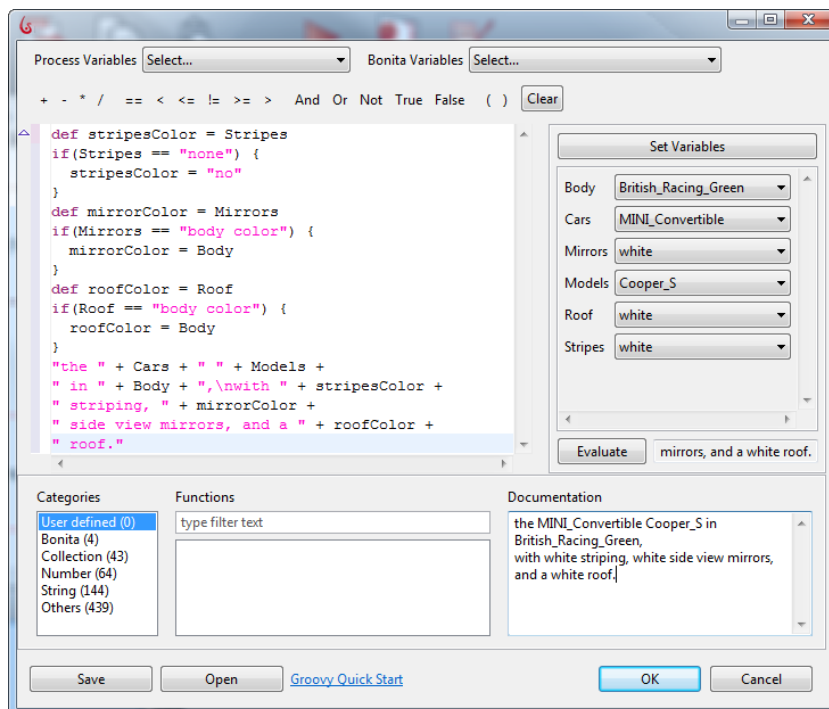 Process Variables Select... Bonita Variables Select...
+ - * / == < <= != >= > And Or Not True False ( ) Clear
def stripesColor = Stripes
if(Stripes == "none") {
stripesColor = "no"
}
def mirrorColor = Mirrors
if(Mirrors == "body color") {
mirrorColor = Body
}
def roofColor = Roof
if(Roof == "body color") {
roofColor = Body
}
"the " + Cars + " " + Models +
" in " + Body + ",\nwith " + stripesColor +
" striping, " + mirrorColor +
" side view mirrors, and a " + roofColor +
" roof."
Set Variables
Body British_Racing_Green
Cars MINI_Convertible
Mirrors white
Models Cooper_S
Roof white
Stripes white
Evaluate mirrors, and a white roof.
Categories
User defined (0)
Bonita (4)
Collection (43)
Number (64)
String (144)
Others (439)
Functions
type filter text
Documentation
the MINI_Convertible Cooper_S in
British_Racing_Green,
with white striping, white side view mirrors,
and a white roof.
Save Open Groovy Quick Start OK Cancel